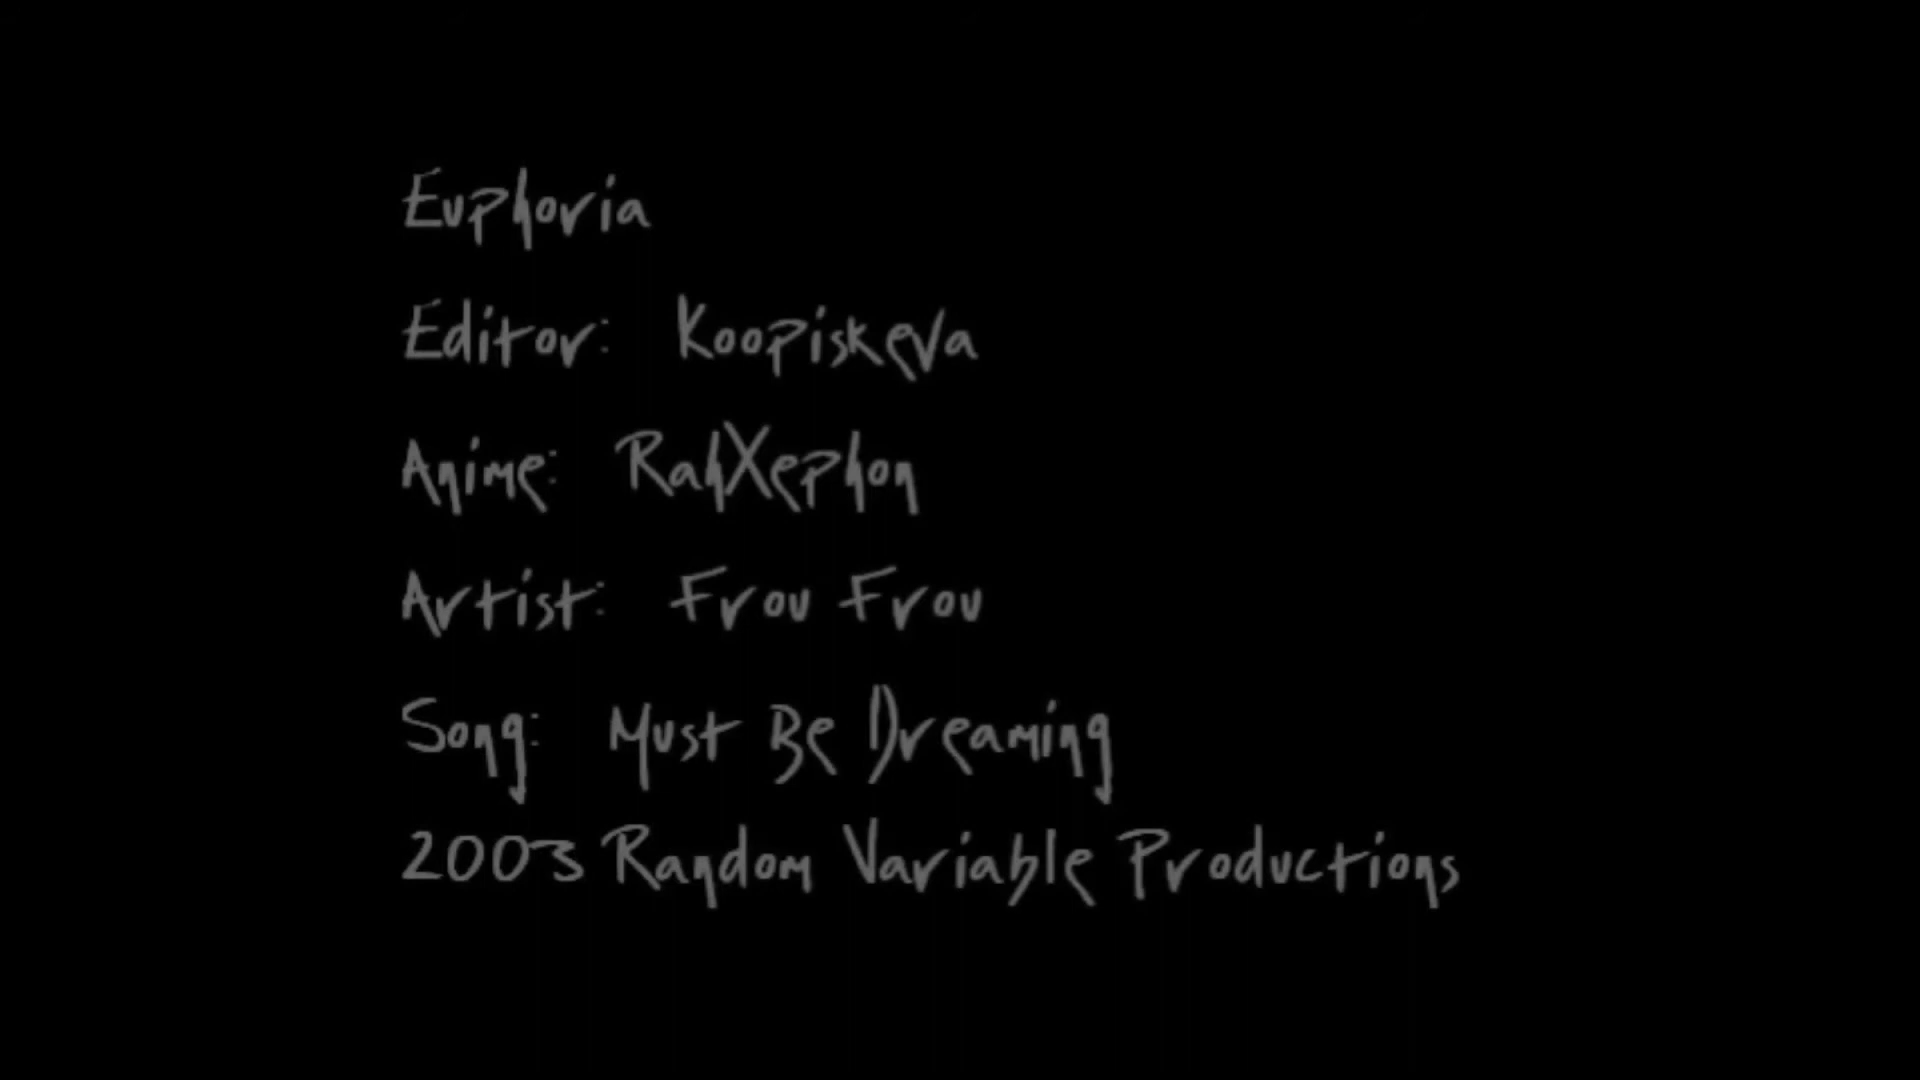 Euphoria
Editor: Koopiskeva
Anime: RahXephon
Artist: Frou Frou
Song: Must Be Dreaming
2003 Random Variable Productions